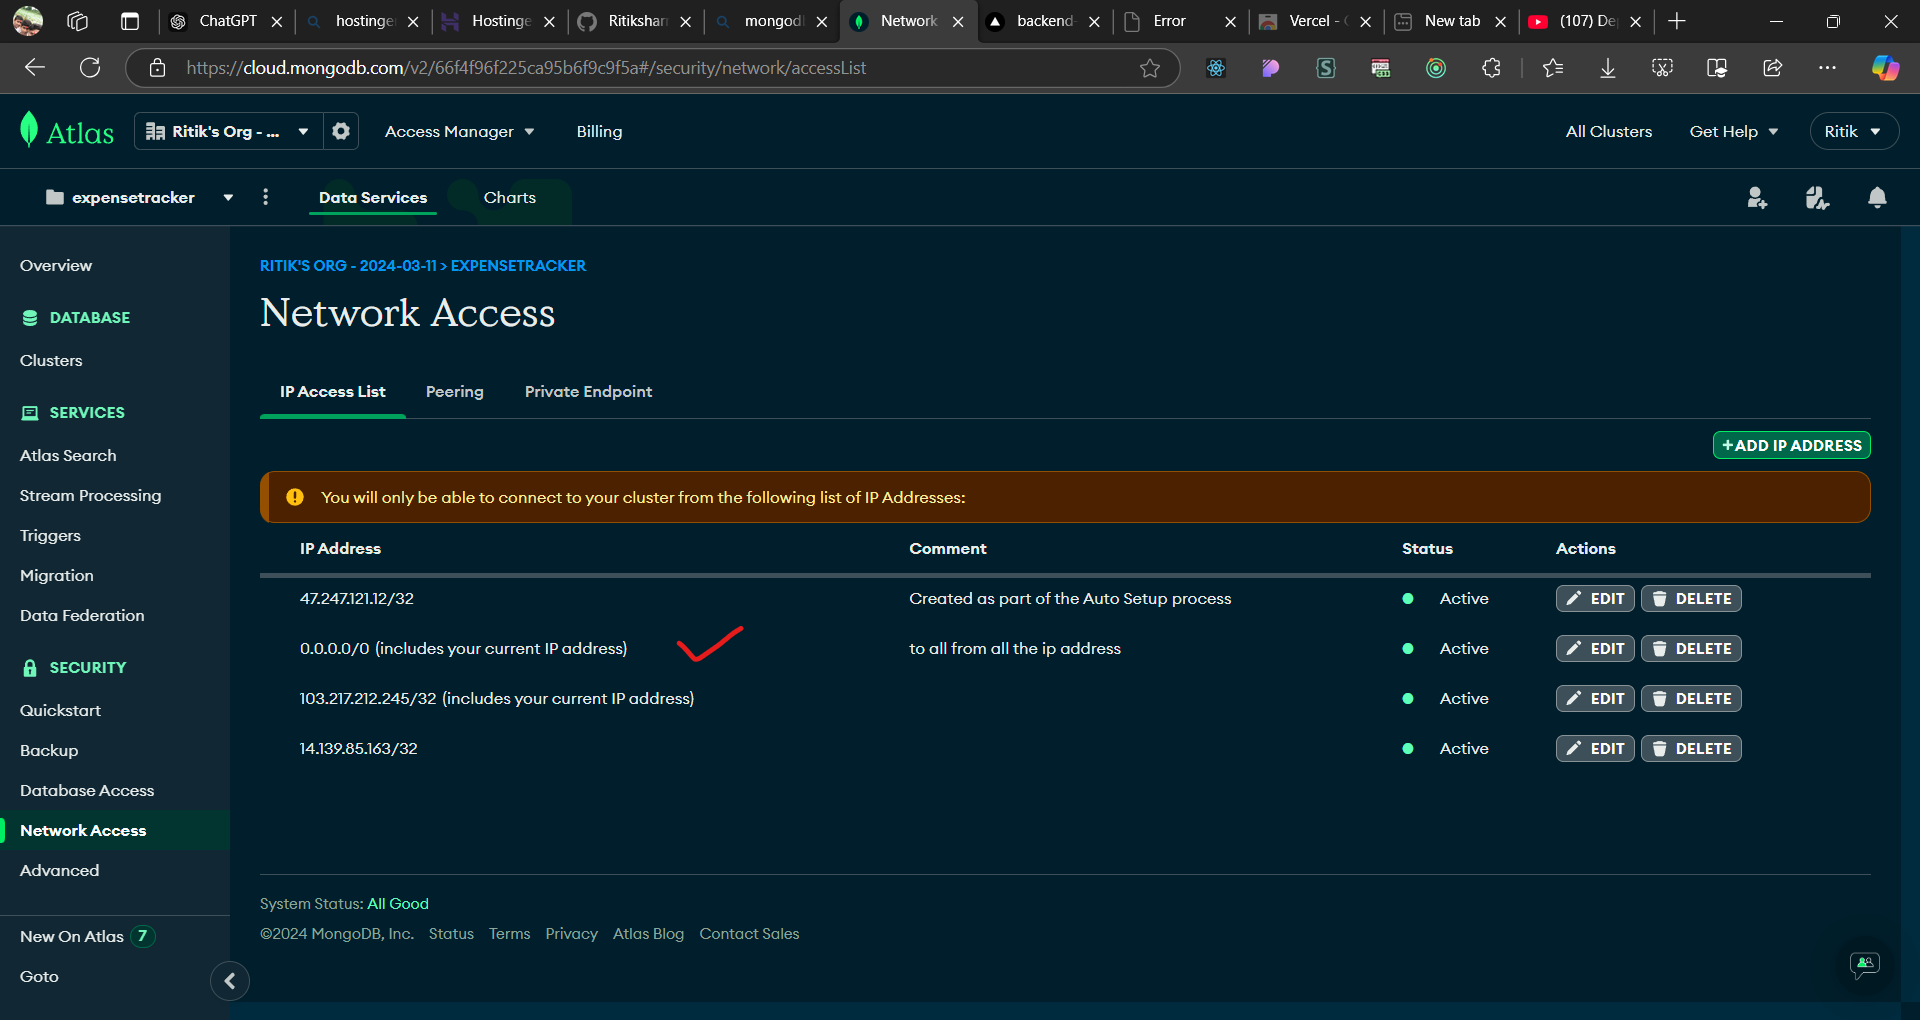 ChatGPT
hostinge
Hostinge
Ritikshar
mongod
Network
backend-
Error
Vercel -
New tab
(107) De
https://cloud.mongodb.com/v2/66f4f96f225ca95b6f9c9f5a#/security/network/accessList
Atlas
Ritik's Org - ...
Access Manager
Billing
All Clusters
Get Help
Ritik
expensetracker
Data Services
Charts
Overview
DATABASE
Clusters
SERVICES
Atlas Search
Stream Processing
Triggers
Migration
Data Federation
SECURITY
Quickstart
Backup
Database Access
Network Access
Advanced
New On Atlas 7
Goto
RITIK'S ORG - 2024-03-11 > EXPENSETRACKER
Network Access
IP Access List
Peering
Private Endpoint
+ ADD IP ADDRESS
You will only be able to connect to your cluster from the following list of IP Addresses:
IP Address Comment Status Actions
47.247.121.12/32 Created as part of the Auto Setup process Active EDIT DELETE
0.0.0.0/0 (includes your current IP address) to all from all the ip address Active EDIT DELETE
103.217.212.245/32 (includes your current IP address) Active EDIT DELETE
14.139.85.163/32 Active EDIT DELETE
System Status: All Good
©2024 MongoDB, Inc. Status Terms Privacy Atlas Blog Contact Sales